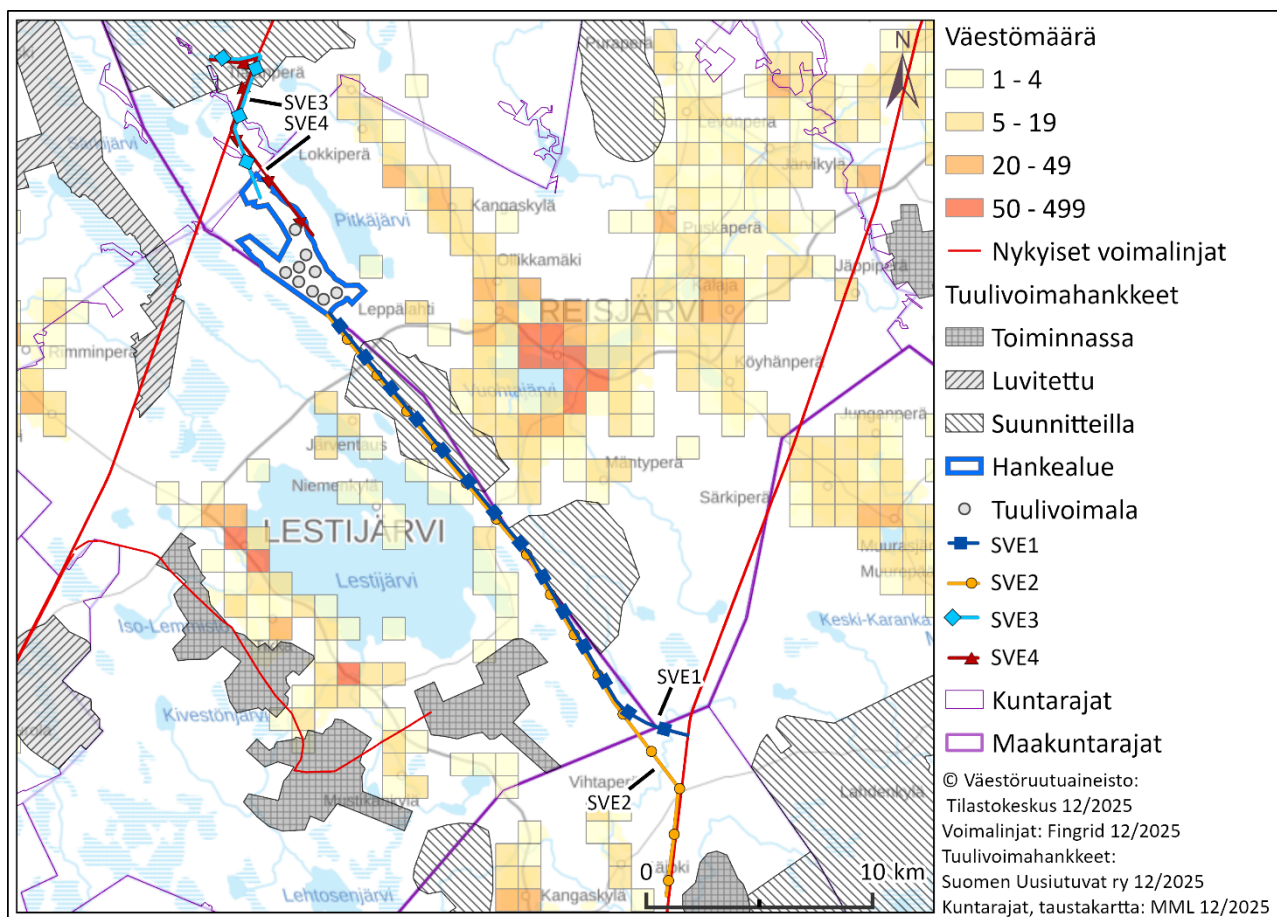 Väestömäärä
1 - 4
5 - 19
20 - 49
50 - 499
Nykyiset voimalinjat
Tuulivoimahankkeet
Toiminnassa
Luvitettu
Suunnitteilla
Hankealue
Tuulivoimala
SVE1
SVE2
SVE3
SVE4
Kuntarajat
Maakuntarajat
© Väestöruutuaineisto:
Tilastokeskus 12/2025
Voimalinjat: Fingrid 12/2025
Tuulivoimahankkeet:
Suomen Uusiutuvat ry 12/2025
Kuntarajat, taustakartta: MML 12/2025
N
Puraperä
SVE3
SVE4
Levonperä
Lokkiperä
Järvikylä
Kangaskylä
Pitkäjärvi
Puskaperä
Ollikkamäki
Jäppiperä
Kalaja
Leppälahti
REISJÄRVI
Rimminperä
Köyhänperä
Vuohtajärvi
Junganperä
Järventaus
Mäntyperä
Niemenkylä
Särkiperä
LESTIJÄRVI
Lestijärvi
Iso-Lemmisto
Keski-Karanka
SVE1
Kivestönjärvi
Vihtaperä
SVE2
Lahdenkylä
0
10 km
Lehtosenjärvi
Kangaskylä